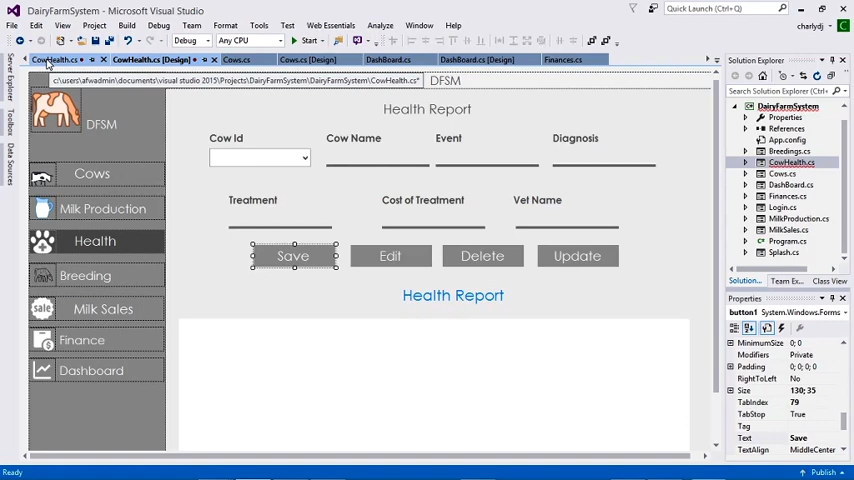 DairyFarmSystem - Microsoft Visual Studio
Quick Launch (Ctrl+Q)
File Edit View Project Build Debug Team Format Tools Test Web Essentials Analyze Window Help
charlydj
Debug Any CPU Start
CowHealth.cs CowHealth.cs [Design] Cows.cs Cows.cs [Design] DashBoard.cs DashBoard.cs [Design] Finances.cs
Solution Explorer
c:\users\afwadmin\documents\visual studio 2015\Projects\DairyFarmSystem\DairyFarmSystem\CowHealth.cs*
DFSM
Server Explorer
Toolbox
Data Sources
DFSM
Cows
Milk Production
Health
Breeding
Milk Sales
Finance
Dashboard
Health Report
Cow Id Cow Name Event Diagnosis
Treatment Cost of Treatment Vet Name
Save Edit Delete Update
Health Report
Search Solution Explorer (Ctrl+;)
DairyFarmSystem
Properties
References
App.config
Breedings.cs
CowHealth.cs
Cows.cs
DashBoard.cs
Finances.cs
Login.cs
MilkProduction.cs
MilkSales.cs
Program.cs
Splash.cs
Solution... Team Ex... Class View
Properties
button1 System.Windows.Forms
MinimumSize 0; 0
Modifiers Private
Padding 0; 0; 0; 0
RightToLeft No
Size 130; 35
TabIndex 79
TabStop True
Tag
Text Save
TextAlign MiddleCenter
Ready
Publish